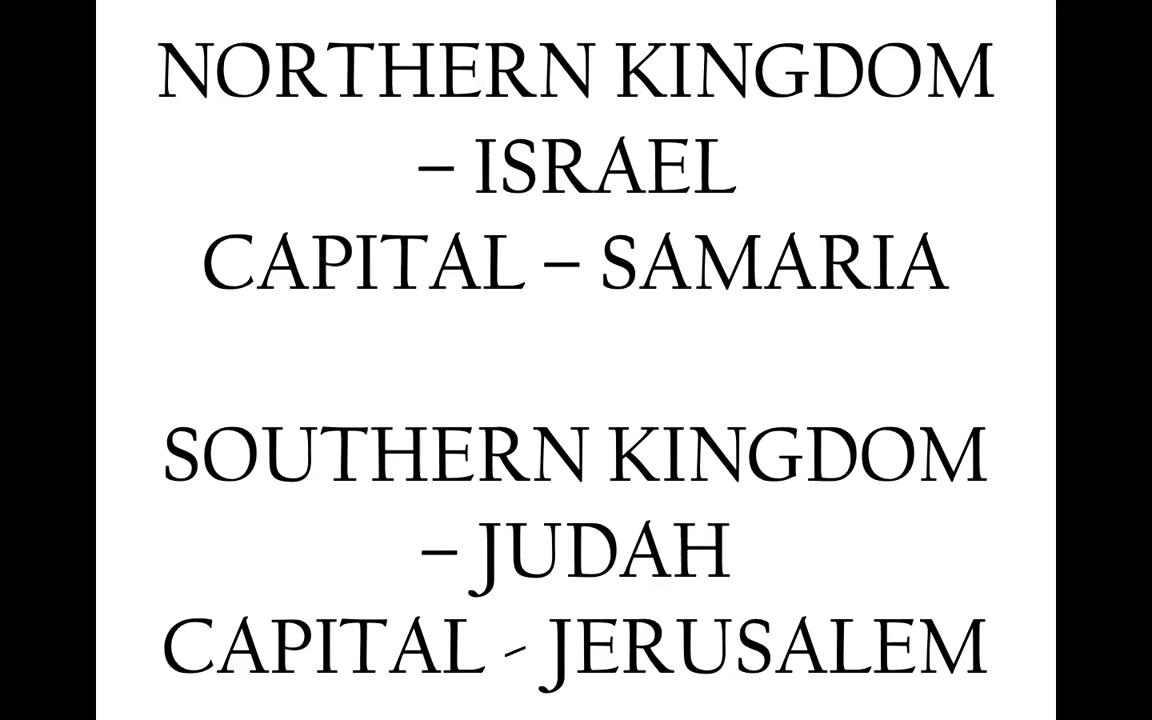 NORTHERN KINGDOM
– ISRAEL
CAPITAL – SAMARIA
SOUTHERN KINGDOM
– JUDAH
CAPITAL - JERUSALEM